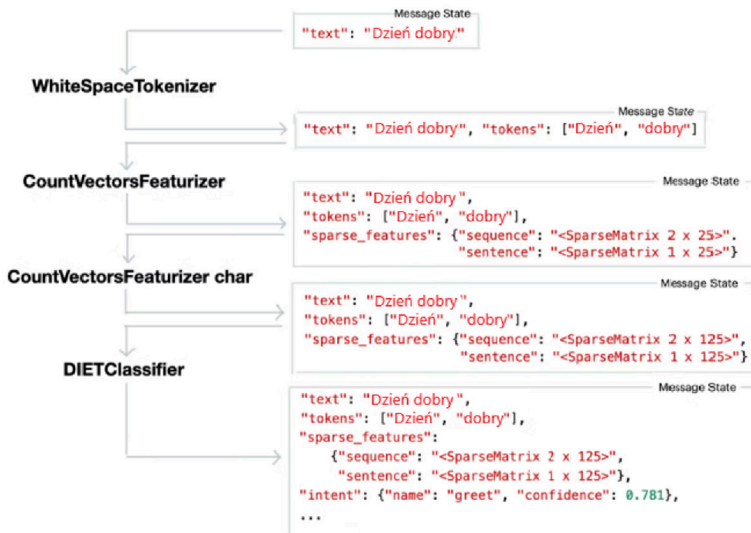 Message State
"text": "Dzień dobry"
WhiteSpaceTokenizer
Message State
"text": "Dzień dobry", "tokens": ["Dzień", "dobry"]
CountVectorsFeaturizer
Message State
"text": "Dzień dobry",
"tokens": ["Dzień", "dobry"],
"sparse_features": {"sequence": "<SparseMatrix 2 x 25>".
"sentence": "<SparseMatrix 1 x 25>"}
CountVectorsFeaturizer char
Message State
"text": "Dzień dobry",
"tokens": ["Dzień", "dobry"],
"sparse_features": {"sequence": "<SparseMatrix 2 x 125>",
"sentence": "<SparseMatrix 1 x 125>"}
DIETClassifier
Message State
"text": "Dzień dobry",
"tokens": ["Dzień", "dobry"],
"sparse_features":
{"sequence": "<SparseMatrix 2 x 125>",
"sentence": "<SparseMatrix 1 x 125>"},
"intent": {"name": "greet", "confidence": 0.781},
...